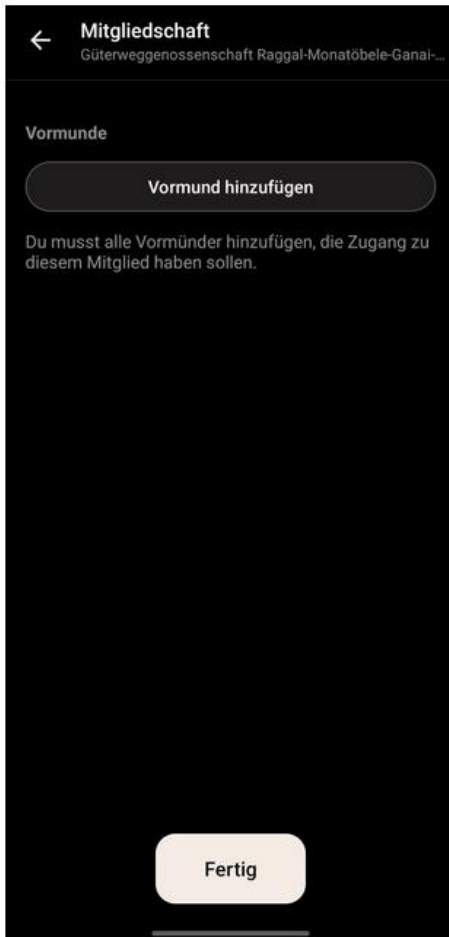 Mitgliedschaft
Güterweggenossenschaft Raggal-Monatöbele-Ganai-...
Vormunde
Vormund hinzufügen
Du musst alle Vormünder hinzufügen, die Zugang zu
diesem Mitglied haben sollen.
Fertig